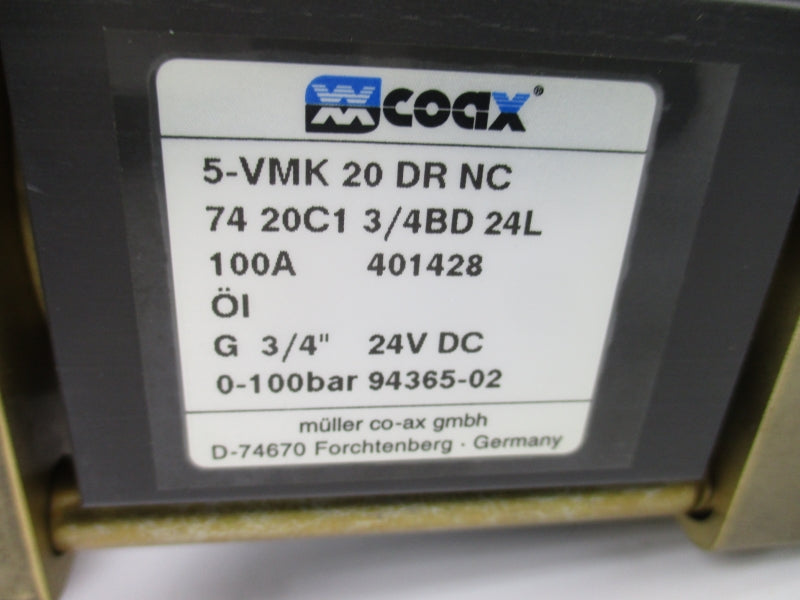 coax®
5-VMK 20 DR NC
74 20C1 3/4BD 24L
100A 401428
Öl
G 3/4" 24V DC
0-100bar 94365-02
müller co-ax gmbh
D-74670 Forchtenberg · Germany